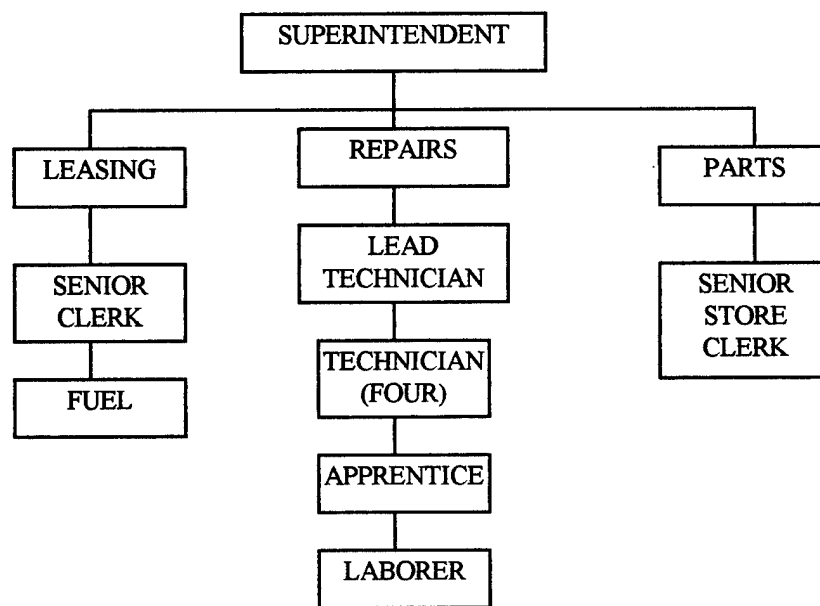 SUPERINTENDENT
LEASING
REPAIRS
PARTS
LEAD
TECHNICIAN
SENIOR
CLERK
SENIOR
STORE
CLERK
TECHNICIAN
(FOUR)
FUEL
APPRENTICE
LABORER